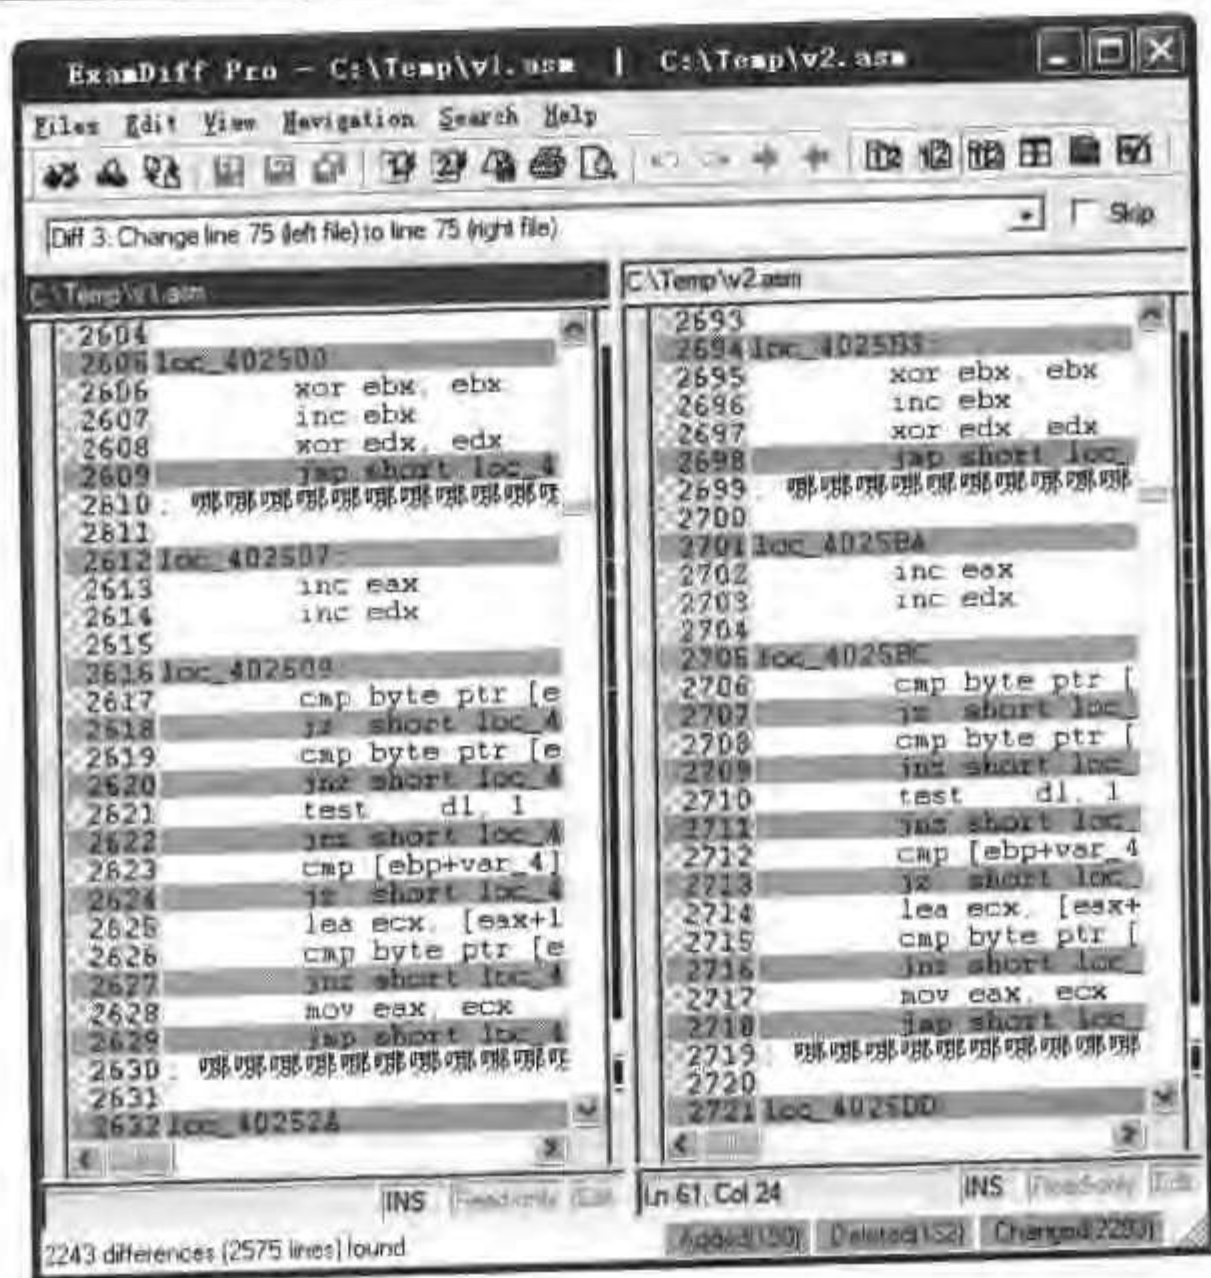 ExamDiff Pro - C:\Temp\v1.asm | C:\Temp\v2.asm
Files Edit View Navigation Search Help
Diff 3: Change line 75 (left file) to line 75 (right file)
Skip
C:\Temp\v1.asm
2604
2605 loc_402500:
2606 xor ebx, ebx
2607 inc ebx
2608 xor edx, edx
2609 jmp short loc_4
2610 ;
2611
2612 loc_402507:
2613 inc eax
2614 inc edx
2615
2616 loc_402509:
2617 cmp byte ptr [e
2618 jz short loc_4
2619 cmp byte ptr [e
2620 jnz short loc_4
2621 test dl, 1
2622 jnz short loc_4
2623 cmp [ebp+var_4]
2624 jz short loc_4
2625 lea ecx, [eax+1
2626 cmp byte ptr [e
2627 jnz short loc_4
2628 mov eax, ecx
2629 jmp short loc_4
2630 ;
2631
2632 loc_40252A
INS Read-only Edit
C:\Temp\v2.asm
2693
2694 loc_4025B3:
2695 xor ebx, ebx
2696 inc ebx
2697 xor edx, edx
2698 jmp short loc_
2699 ;
2700
2701 loc_4025BA
2702 inc eax
2703 inc edx
2704
2705 loc_4025BC
2706 cmp byte ptr [
2707 jz short loc_
2708 cmp byte ptr [
2709 jnz short loc_
2710 test dl, 1
2711 jnz short loc_
2712 cmp [ebp+var_4
2713 jz short loc_
2714 lea ecx, [eax+
2715 cmp byte ptr [
2716 jnz short loc_
2717 mov eax, ecx
2718 jmp short loc_
2719 ;
2720
2721 loc_4025DD
Ln 61, Col 24 INS Read-only Edit
2243 differences (2575 lines) found
Deleted(152)